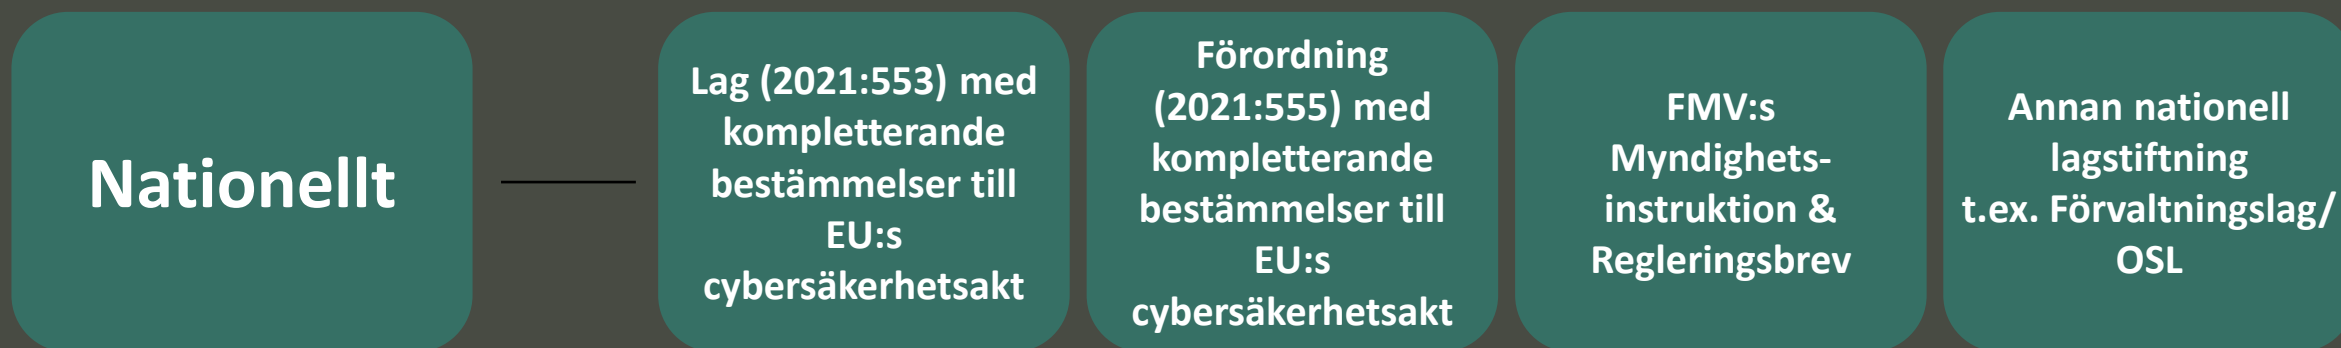 Nationellt
Lag (2021:553) med
kompletterande
bestämmelser till
EU:s
cybersäkerhetsakt
Förordning
(2021:555) med
kompletterande
bestämmelser till
EU:s
cybersäkerhetsakt
FMV:s
Myndighets-
instruktion &
Regleringsbrev
Annan nationell
lagstiftning
t.ex. Förvaltningslag/
OSL